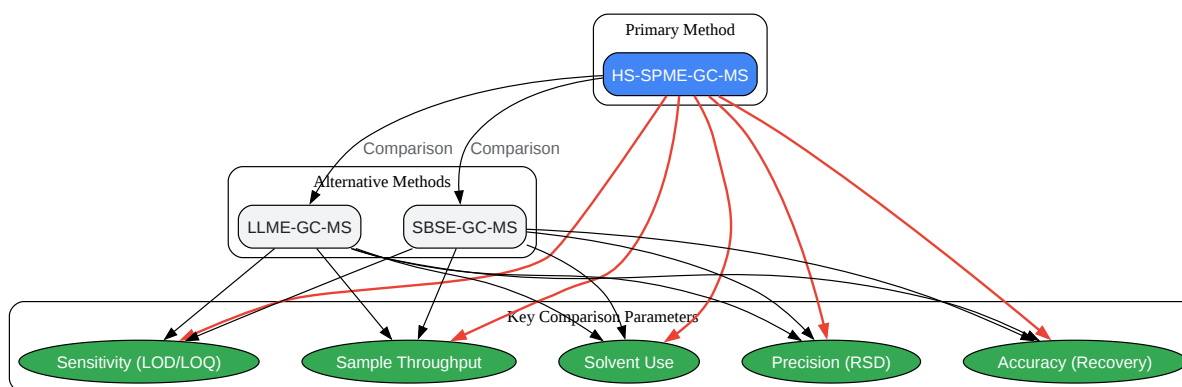 Primary Method
HS-SPME-GC-MS
Comparison
Comparison
Alternative Methods
LLME-GC-MS
SBSE-GC-MS
Key Comparison Parameters
Sensitivity (LOD/LOQ)
Sample Throughput
Solvent Use
Precision (RSD)
Accuracy (Recovery)